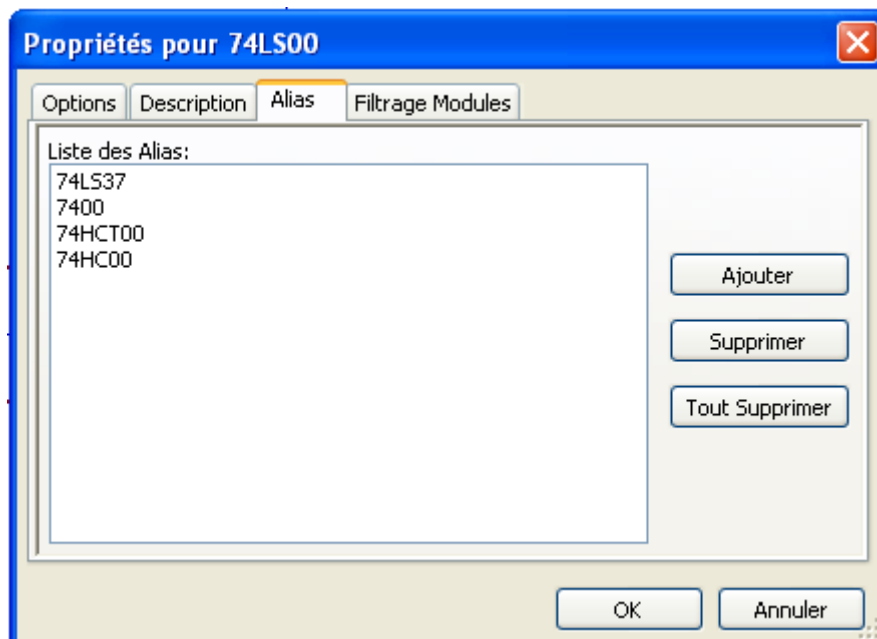 Propriétés pour 74LS00
Options Description Alias Filtrage Modules
Liste des Alias:
74LS37
7400
74HCT00
74HC00
Ajouter
Supprimer
Tout Supprimer
OK Annuler